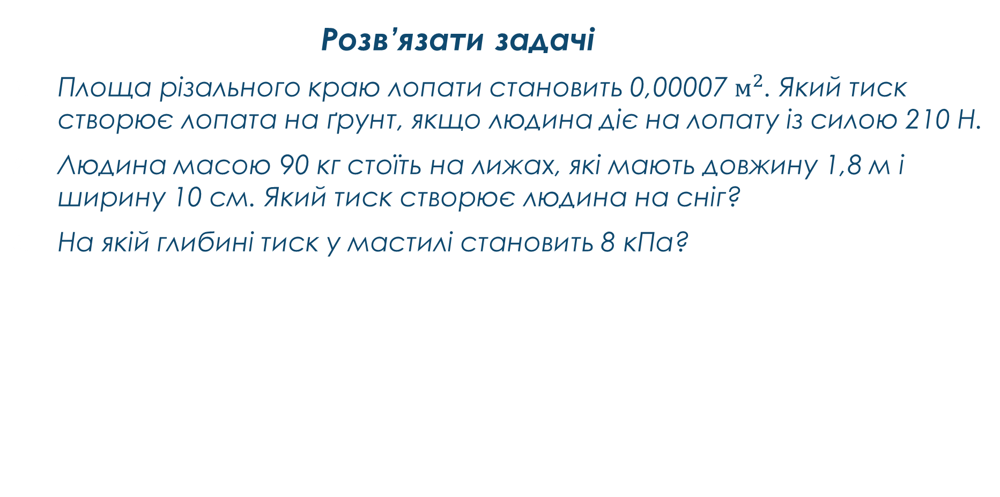 Розв’язати задачі
Площа різального краю лопати становить 0,00007 м². Який тиск
створює лопата на ґрунт, якщо людина діє на лопату із силою 210 Н.
Людина масою 90 кг стоїть на лижах, які мають довжину 1,8 м і
ширину 10 см. Який тиск створює людина на сніг?
На якій глибині тиск у мастилі становить 8 кПа?